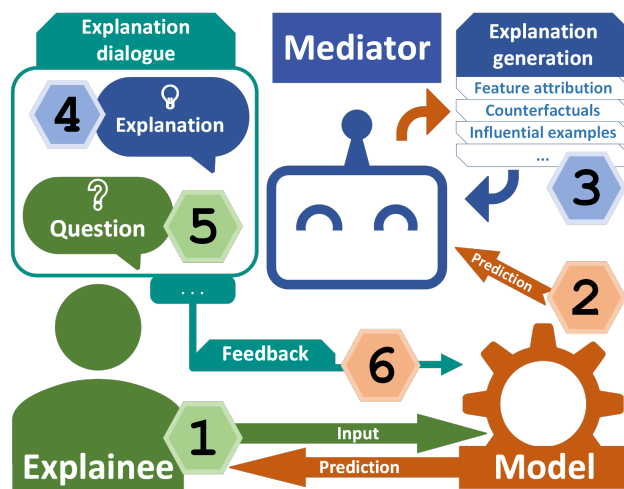 Explanation
dialogue
Mediator
Explanation
generation
Feature attribution
Counterfactuals
Influential examples
...
4
Explanation
3
?
Question
5
Prediction
2
...
Feedback
6
1
Input
Explainee
Prediction
Model